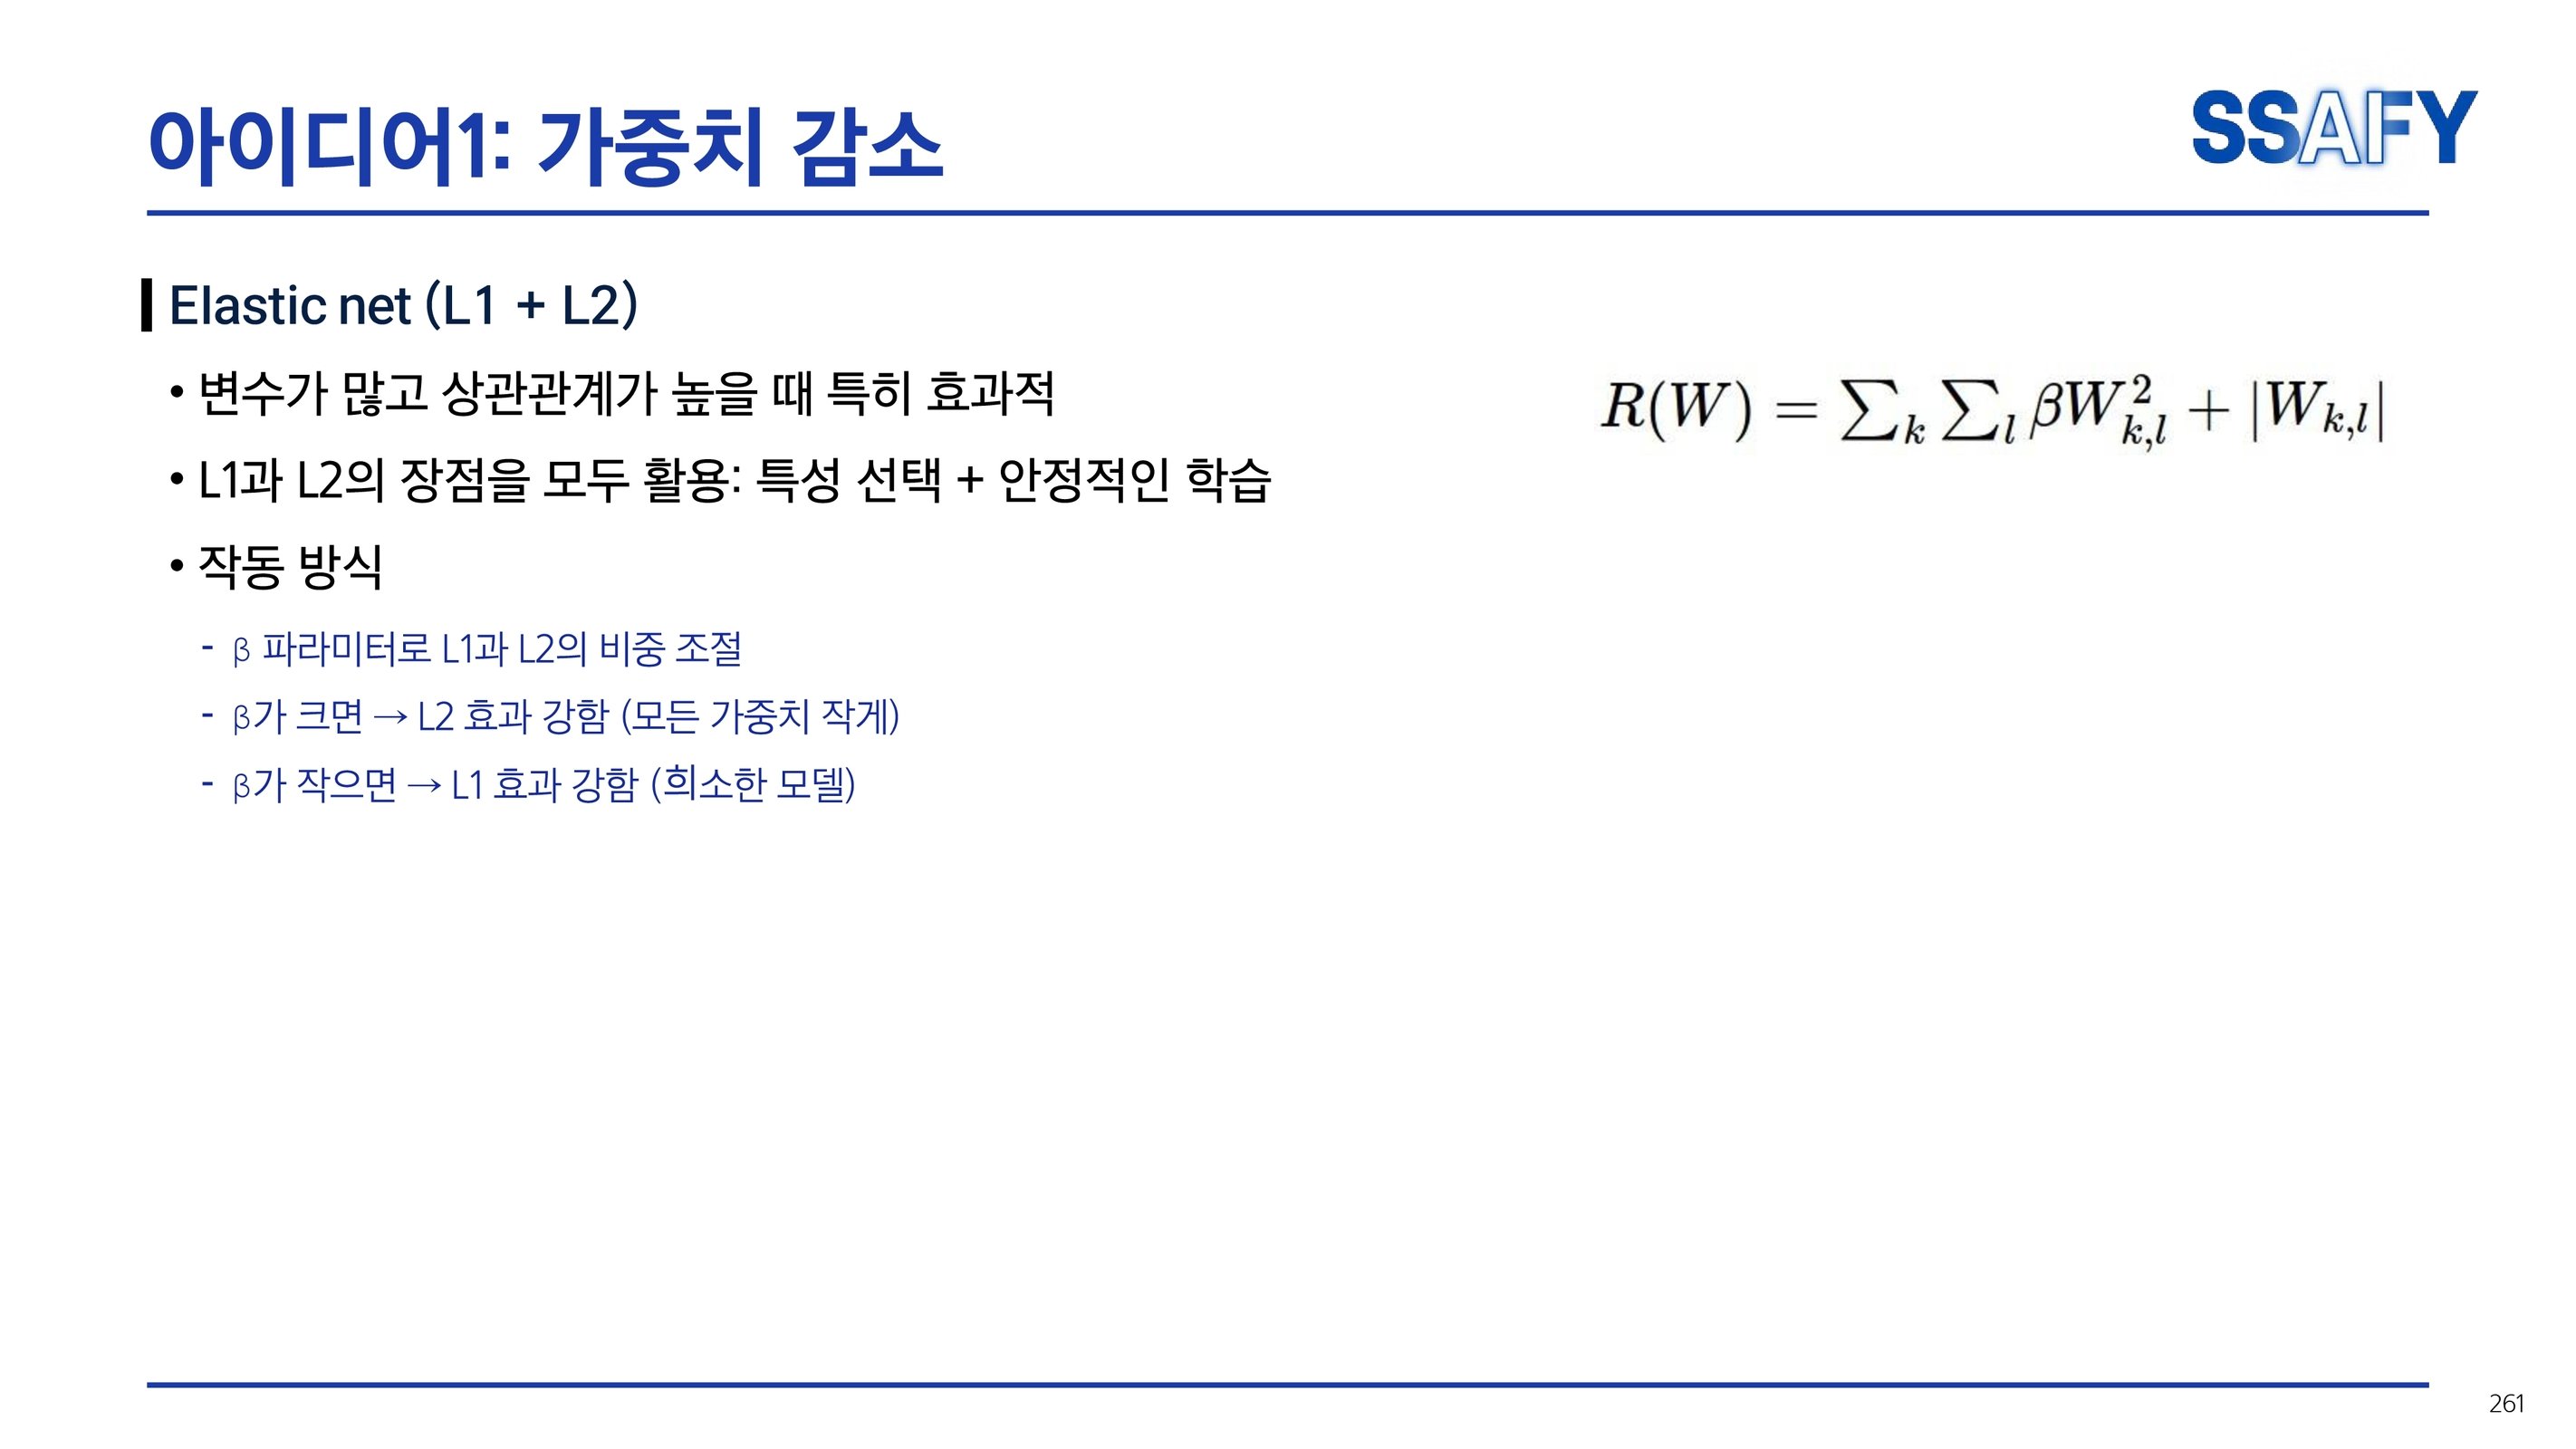 아이디어1: 가중치 감소
SSAFY
Elastic net (L1 + L2)
• 변수가 많고 상관관계가 높을 때 특히 효과적
R(W) = ∑_k ∑_l βW²_{k,l} + |W_{k,l}|
• L1과 L2의 장점을 모두 활용: 특성 선택 + 안정적인 학습
• 작동 방식
- β 파라미터로 L1과 L2의 비중 조절
- β가 크면 → L2 효과 강함 (모든 가중치 작게)
- β가 작으면 → L1 효과 강함 (희소한 모델)
261